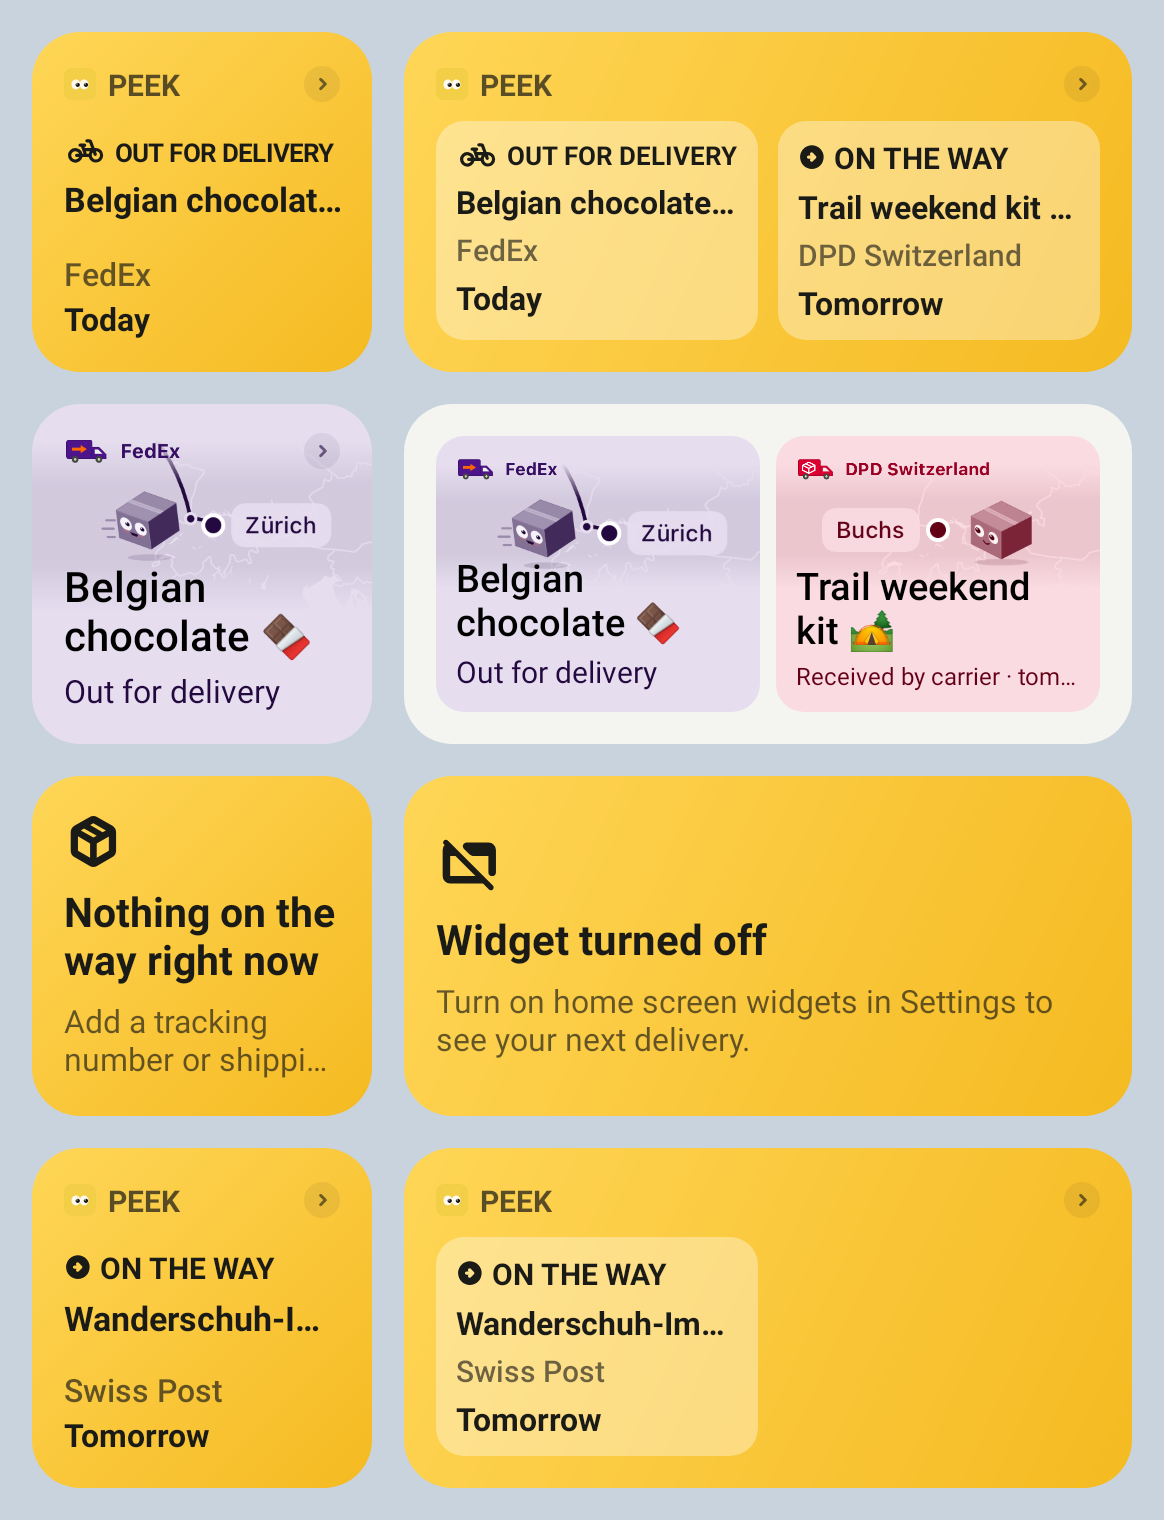 PEEK
OUT FOR DELIVERY
Belgian chocolat…
FedEx
Today
PEEK
OUT FOR DELIVERY
Belgian chocolate…
FedEx
Today
ON THE WAY
Trail weekend kit …
DPD Switzerland
Tomorrow
FedEx
Zürich
Belgian
chocolate 🍫
Out for delivery
FedEx
Zürich
Belgian
chocolate 🍫
Out for delivery
DPD Switzerland
Buchs
Trail weekend
kit 🏕️
Received by carrier · tom…
Nothing on the
way right now
Add a tracking
number or shippi…
Widget turned off
Turn on home screen widgets in Settings to
see your next delivery.
PEEK
ON THE WAY
Wanderschuh-I…
Swiss Post
Tomorrow
PEEK
ON THE WAY
Wanderschuh-Im…
Swiss Post
Tomorrow